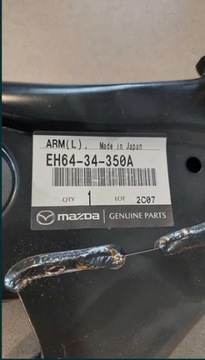 ARM(L). Made in Japan
EH64-34-350A
QTY 1 LOT 2C07
mazda GENUINE PARTS